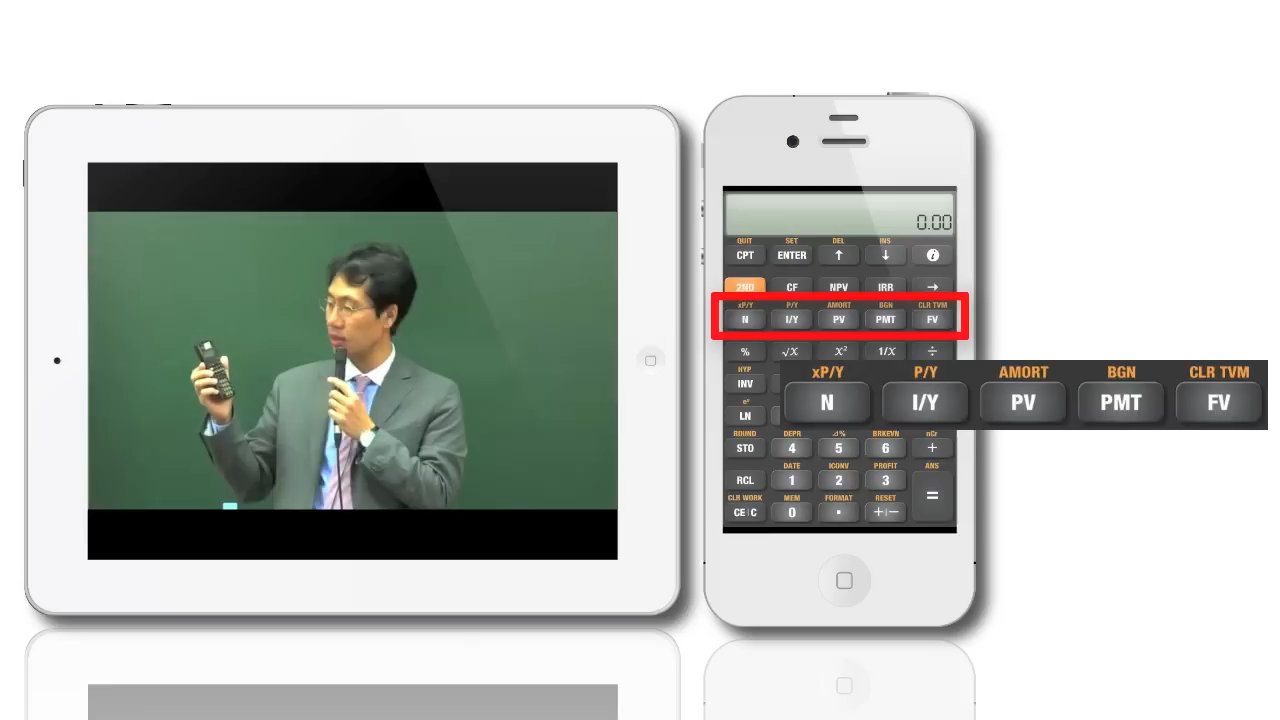 0.00
QUIT SET DEL INS
CPT ENTER ↑ ↓ i
2ND CF NPV IRR →
xP/Y P/Y AMORT BGN CLR TVM
N I/Y PV PMT FV
% √X X² 1/X ÷
HYP
INV
xP/Y P/Y AMORT BGN CLR TVM
N I/Y PV PMT FV
LN
ROUND DEPR ⊿% BRKEVN nCr
STO 4 5 6 +
DATE ICONV PROFIT ANS
RCL 1 2 3 =
CLR WORK MEM FORMAT RESET
CE|C 0 . +|−